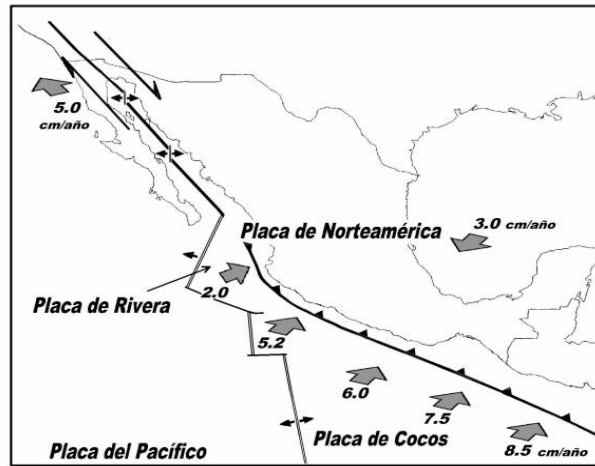 5.0
cm/año
Placa de Norteamérica
3.0 cm/año
Placa de Rivera
2.0
5.2
6.0
7.5
8.5 cm/año
Placa de Cocos
Placa del Pacífico